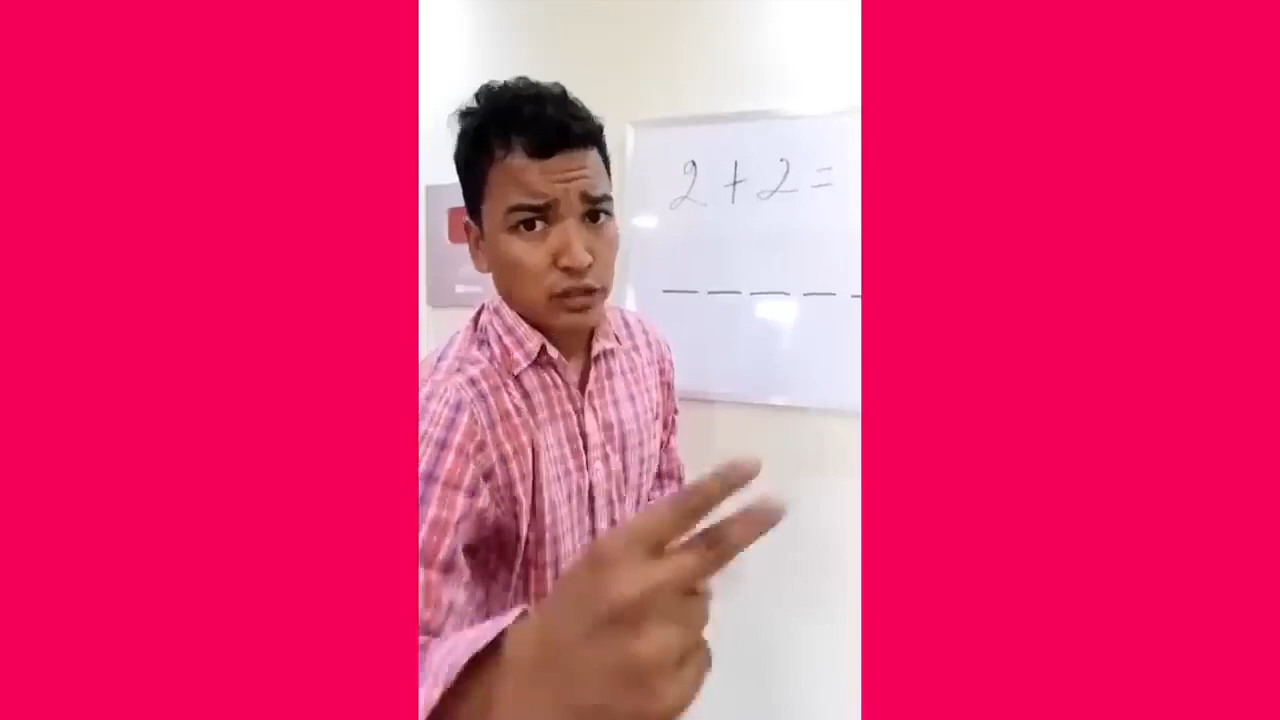 2 + 2 =
_ _ _ _ _